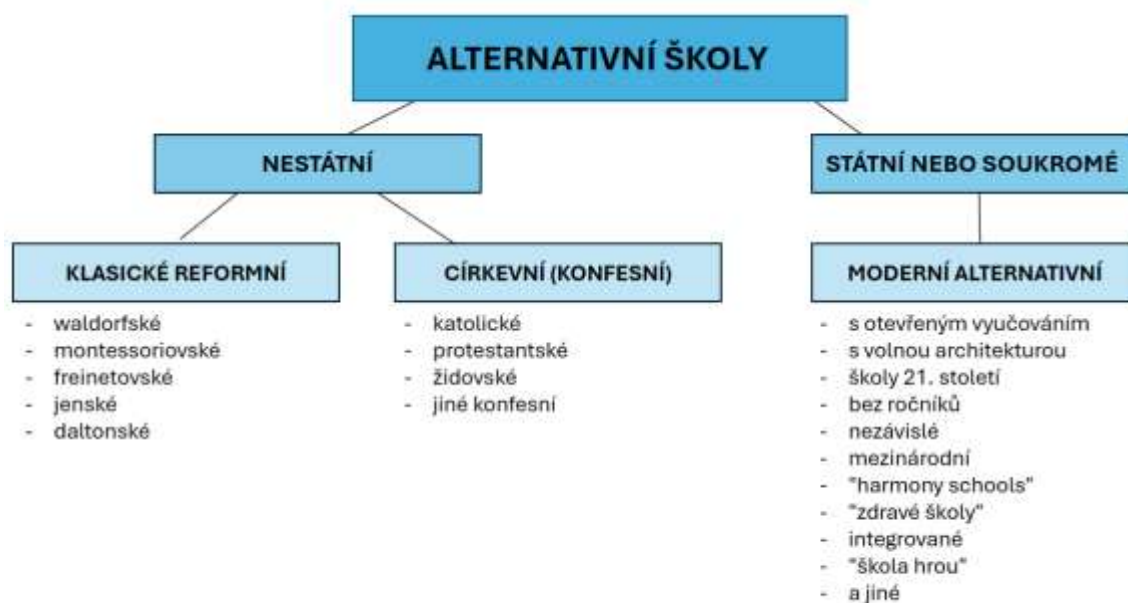 ALTERNATIVNÍ ŠKOLY
NESTÁTNÍ
STÁTNÍ NEBO SOUKROMÉ
KLASICKÉ REFORMNÍ
- waldorfské
- montessoriovské
- freinetovské
- jenské
- daltonské
CÍRKEVNÍ (KONFESNÍ)
- katolické
- protestantské
- židovské
- jiné konfesní
MODERNÍ ALTERNATIVNÍ
- s otevřeným vyučováním
- s volnou architekturou
- školy 21. století
- bez ročníků
- nezávislé
- mezinárodní
- "harmony schools"
- "zdravé školy"
- integrované
- "škola hrou"
- a jiné